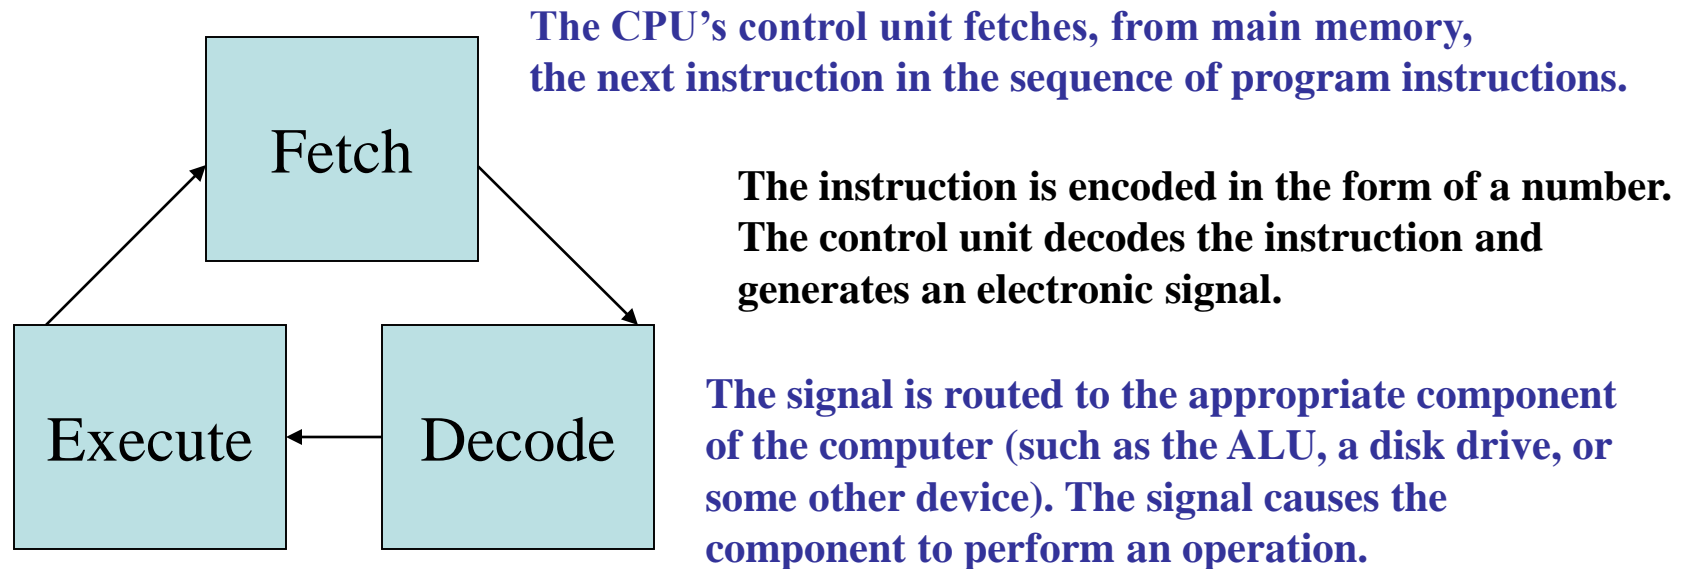 The CPU’s control unit fetches, from main memory,
the next instruction in the sequence of program instructions.
Fetch
The instruction is encoded in the form of a number.
The control unit decodes the instruction and
generates an electronic signal.
Execute
Decode
The signal is routed to the appropriate component
of the computer (such as the ALU, a disk drive, or
some other device). The signal causes the
component to perform an operation.